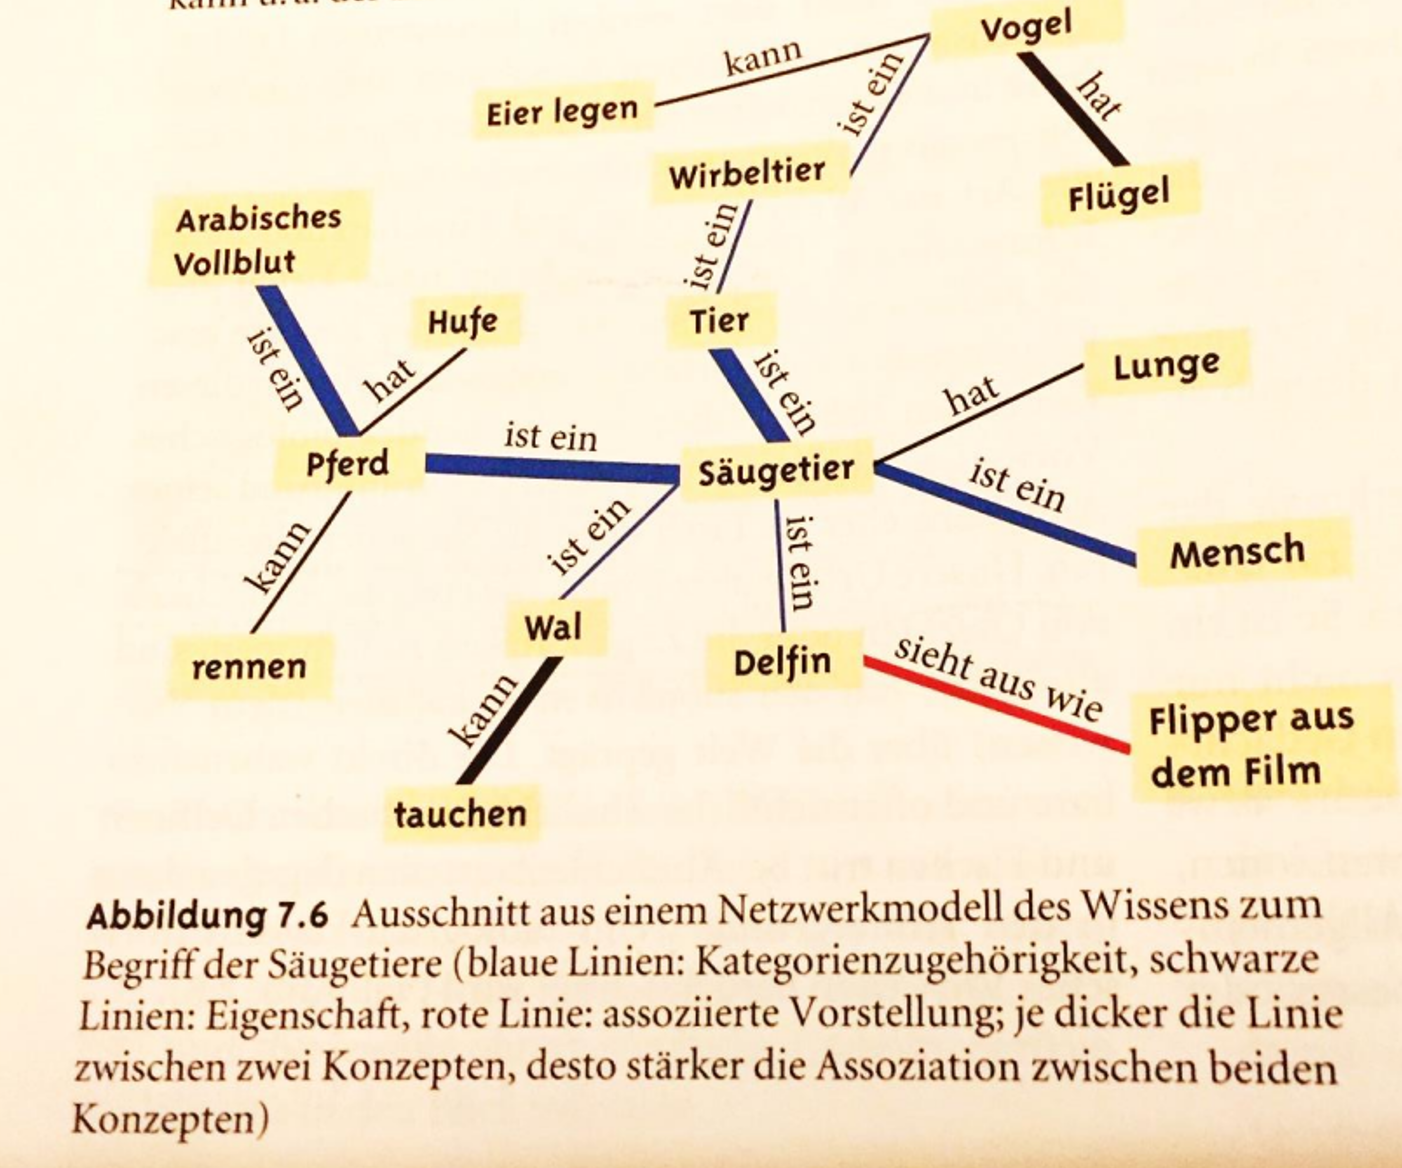 Vogel
kann
Eier legen
ist ein
hat
Wirbeltier
Flügel
Arabisches
Vollblut
ist ein
Hufe
Tier
ist ein
hat
ist ein
Lunge
hat
Pferd
ist ein
Säugetier
ist ein
Mensch
kann
ist ein
ist ein
rennen
Wal
Delfin
sieht aus wie
kann
Flipper aus
dem Film
tauchen
Abbildung 7.6 Ausschnitt aus einem Netzwerkmodell des Wissens zum
Begriff der Säugetiere (blaue Linien: Kategorienzugehörigkeit, schwarze
Linien: Eigenschaft, rote Linie: assoziierte Vorstellung; je dicker die Linie
zwischen zwei Konzepten, desto stärker die Assoziation zwischen beiden
Konzepten)